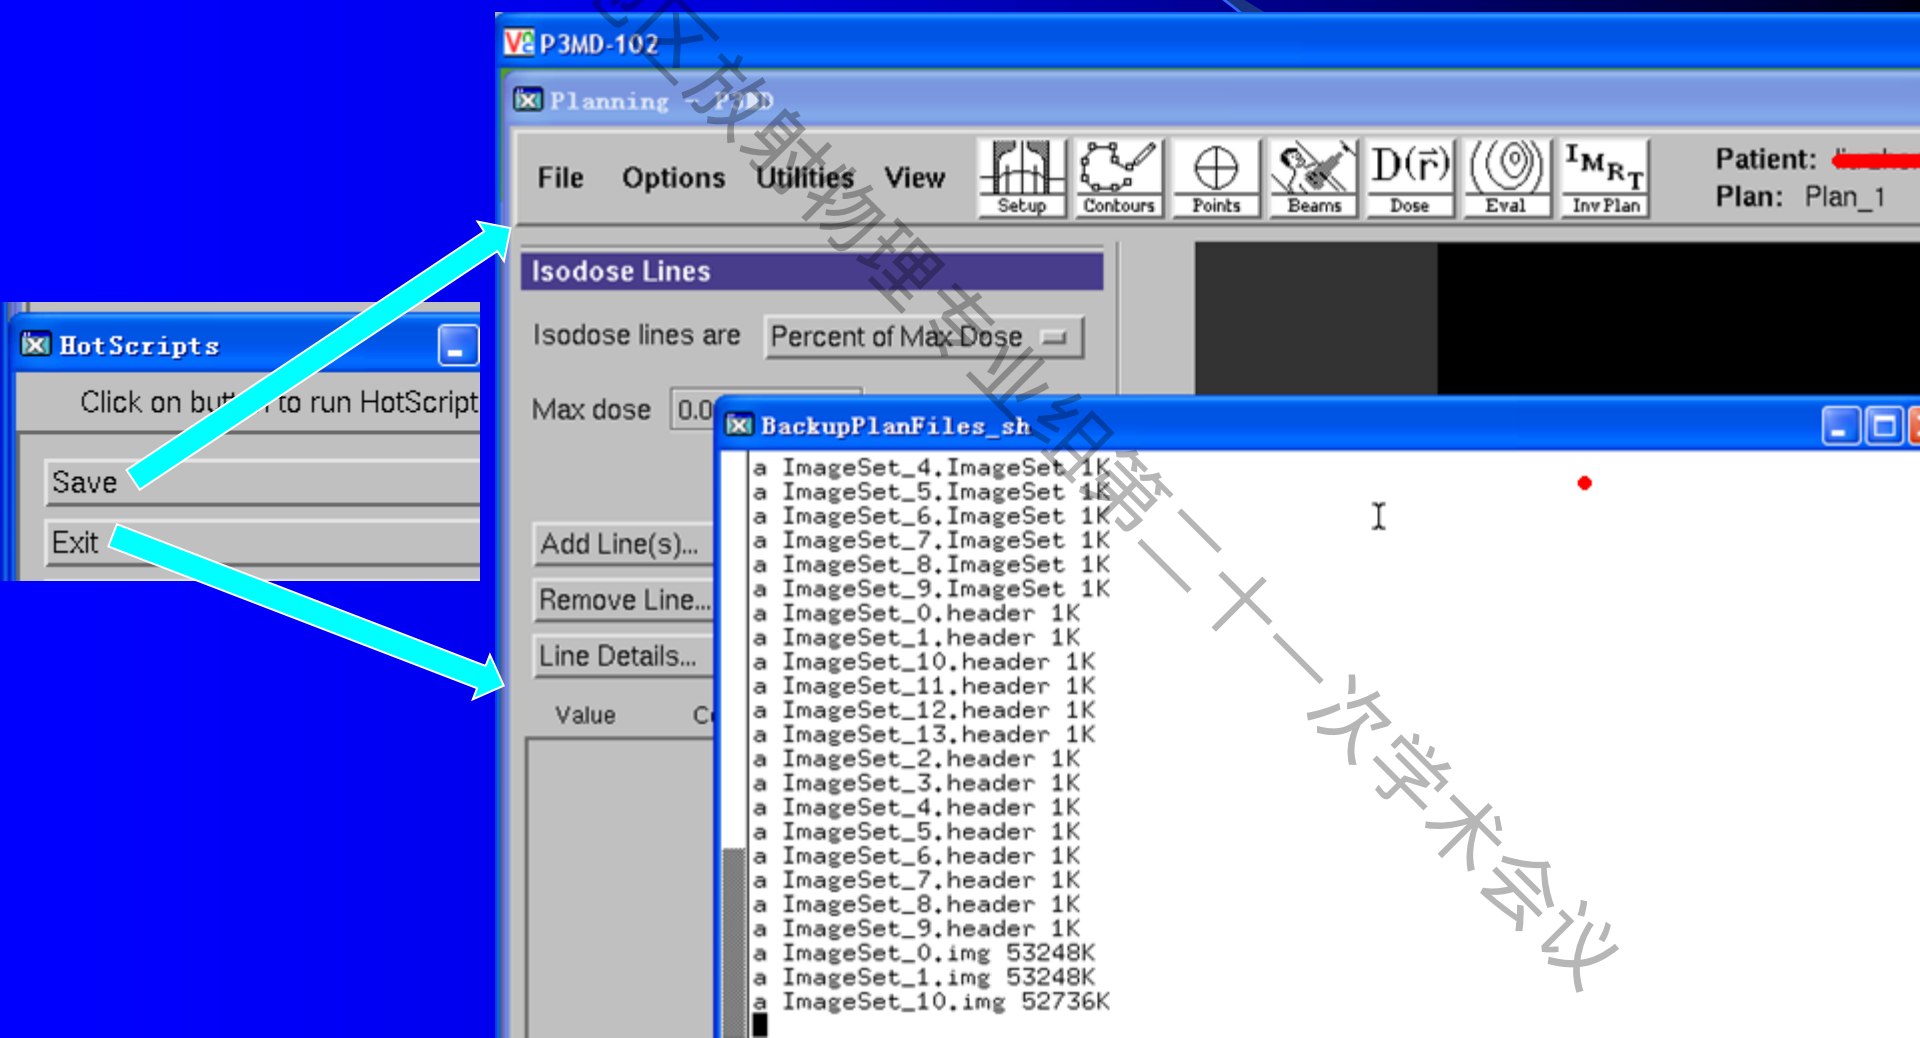 P3MD-102
Planning - P3MD
File Options Utilities View
Setup Contours Points Beams D(r⃗) Dose Eval IMRT Inv Plan
Patient:
Plan: Plan_1
Isodose Lines
Isodose lines are Percent of Max Dose
Max dose 0.0
Add Line(s)...
Remove Line...
Line Details...
Value
HotScripts
Click on button to run HotScript
Save
Exit
BackupPlanFiles_sh
a ImageSet_4.ImageSet 1K
a ImageSet_5.ImageSet 1K
a ImageSet_6.ImageSet 1K
a ImageSet_7.ImageSet 1K
a ImageSet_8.ImageSet 1K
a ImageSet_9.ImageSet 1K
a ImageSet_0.header 1K
a ImageSet_1.header 1K
a ImageSet_10.header 1K
a ImageSet_11.header 1K
a ImageSet_12.header 1K
a ImageSet_13.header 1K
a ImageSet_2.header 1K
a ImageSet_3.header 1K
a ImageSet_4.header 1K
a ImageSet_5.header 1K
a ImageSet_6.header 1K
a ImageSet_7.header 1K
a ImageSet_8.header 1K
a ImageSet_9.header 1K
a ImageSet_0.img 53248K
a ImageSet_1.img 53248K
a ImageSet_10.img 52736K
区放射物理专业组第二十一次学术会议